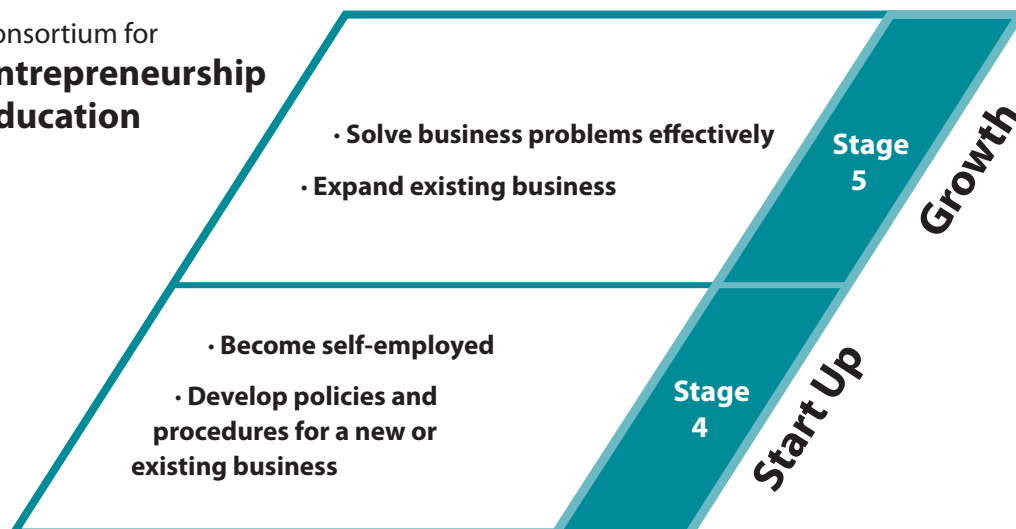 onsortium for
ntrepreneurship
ducation
· Solve business problems effectively
· Expand existing business
Stage
5
Growth
· Become self-employed
· Develop policies and
procedures for a new or
existing business
Stage
4
Start Up